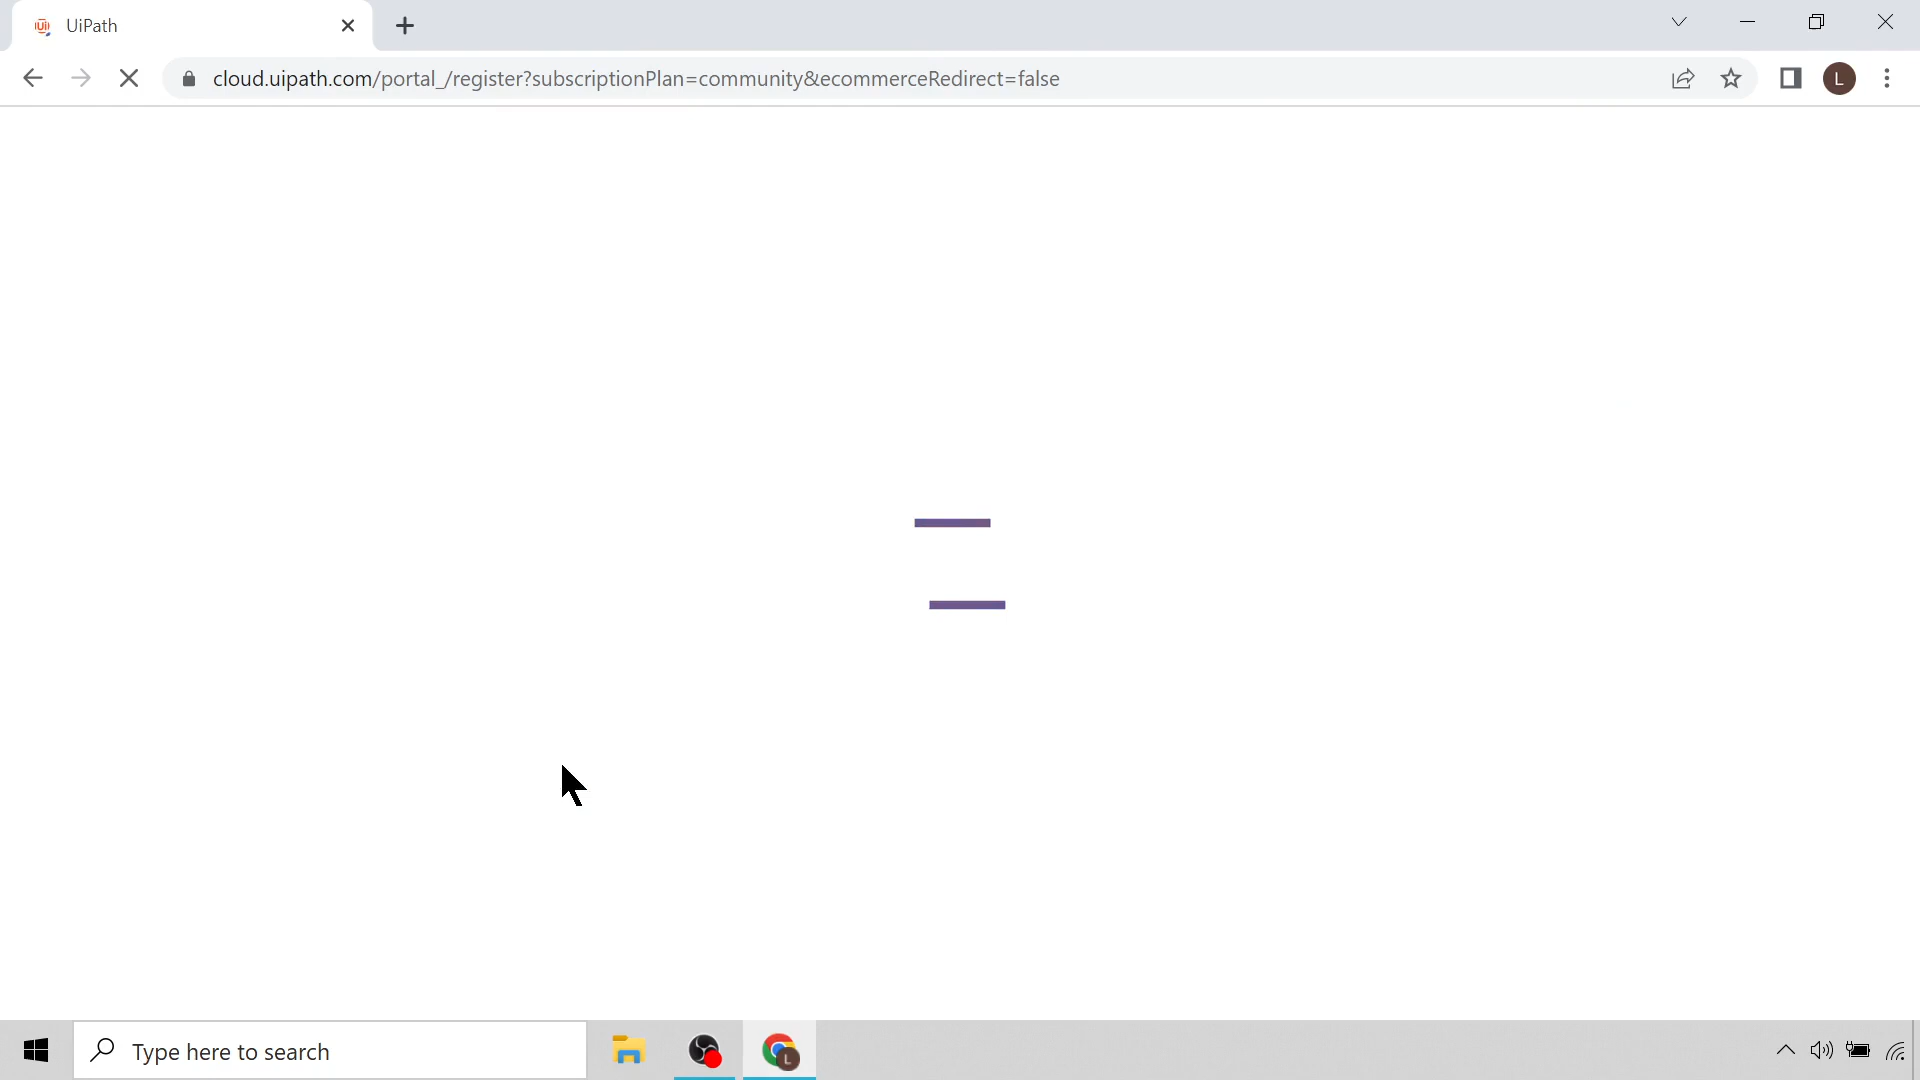 UiPath
cloud.uipath.com/portal_/register?subscriptionPlan=community&ecommerceRedirect=false
L
Type here to search
L